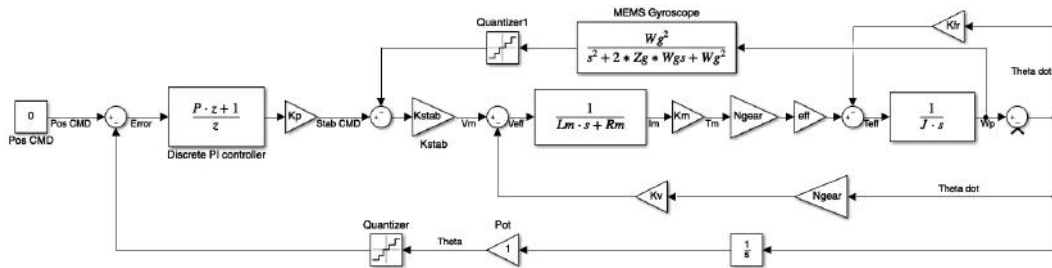 MEMS Gyroscope
Quantizer1
Wg²
s² + 2 * Zg * Wgs + Wg²
Kfr
Theta dot
0
Pos CMD
Pos CMD
Error
P · z + 1
z
Discrete PI controller
Kp
Stab CMD
Kstab
Kstab
Vm
Veff
1
Lm · s + Rm
Im
Km
Tm
Ngear
eff
Teff
1
J · s
Wp
Theta dot
Kv
Ngear
Quantizer
Theta
Pot
1
1
s